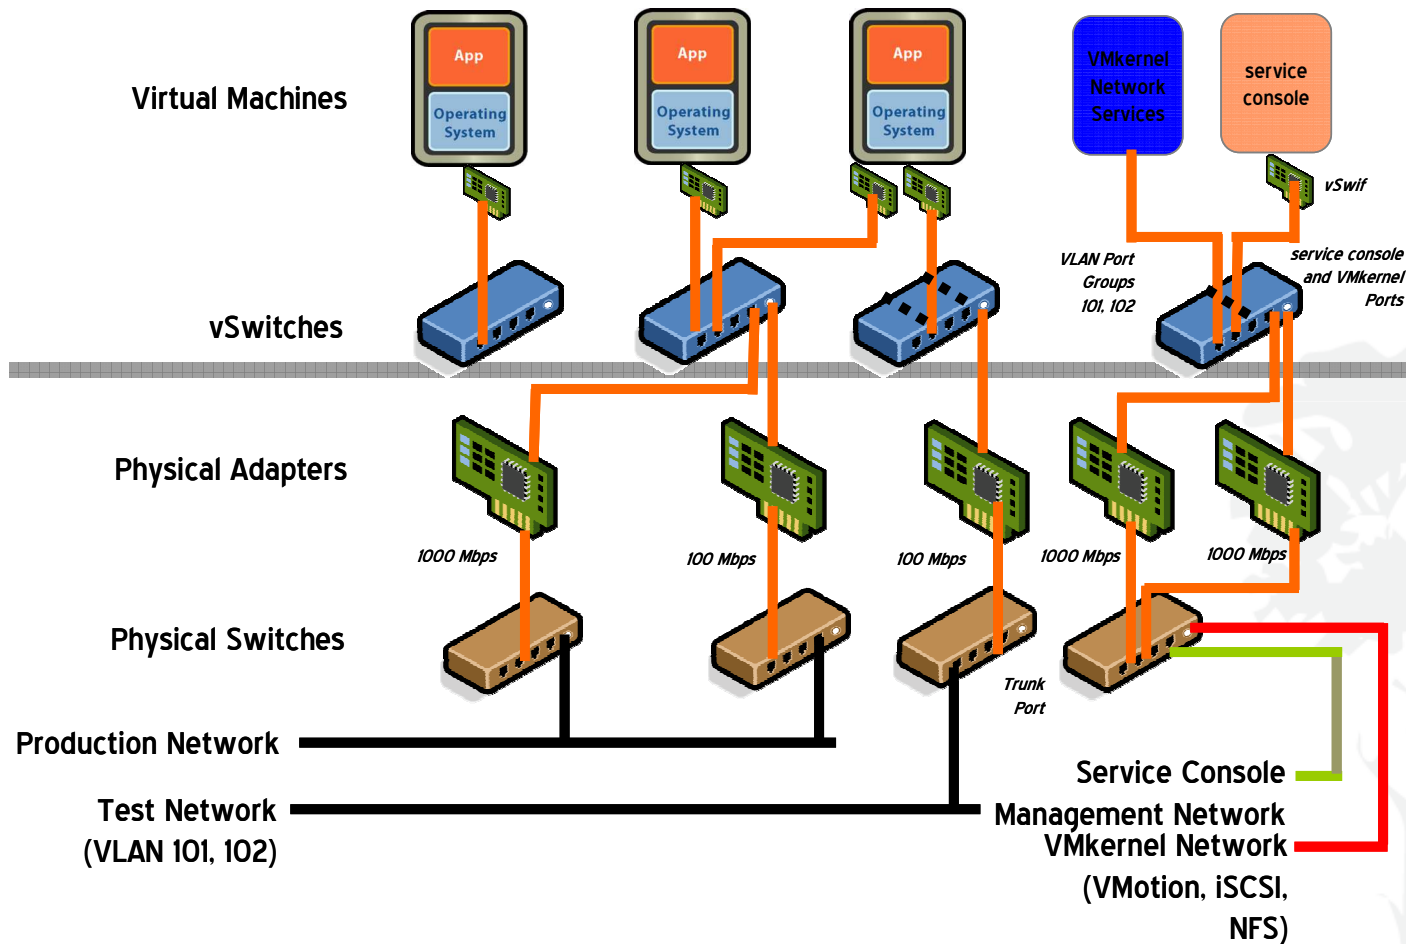 App
Operating
System
App
Operating
System
App
Operating
System
VMkernel
Network
Services
service
console
Virtual Machines
vSwif
VLAN Port
Groups
101, 102
service console
and VMkernel
Ports
vSwitches
Physical Adapters
1000 Mbps
100 Mbps
100 Mbps
1000 Mbps
1000 Mbps
Physical Switches
Trunk
Port
Production Network
Service Console
Management Network
Test Network
(VLAN 101, 102)
VMkernel Network
(VMotion, iSCSI,
NFS)